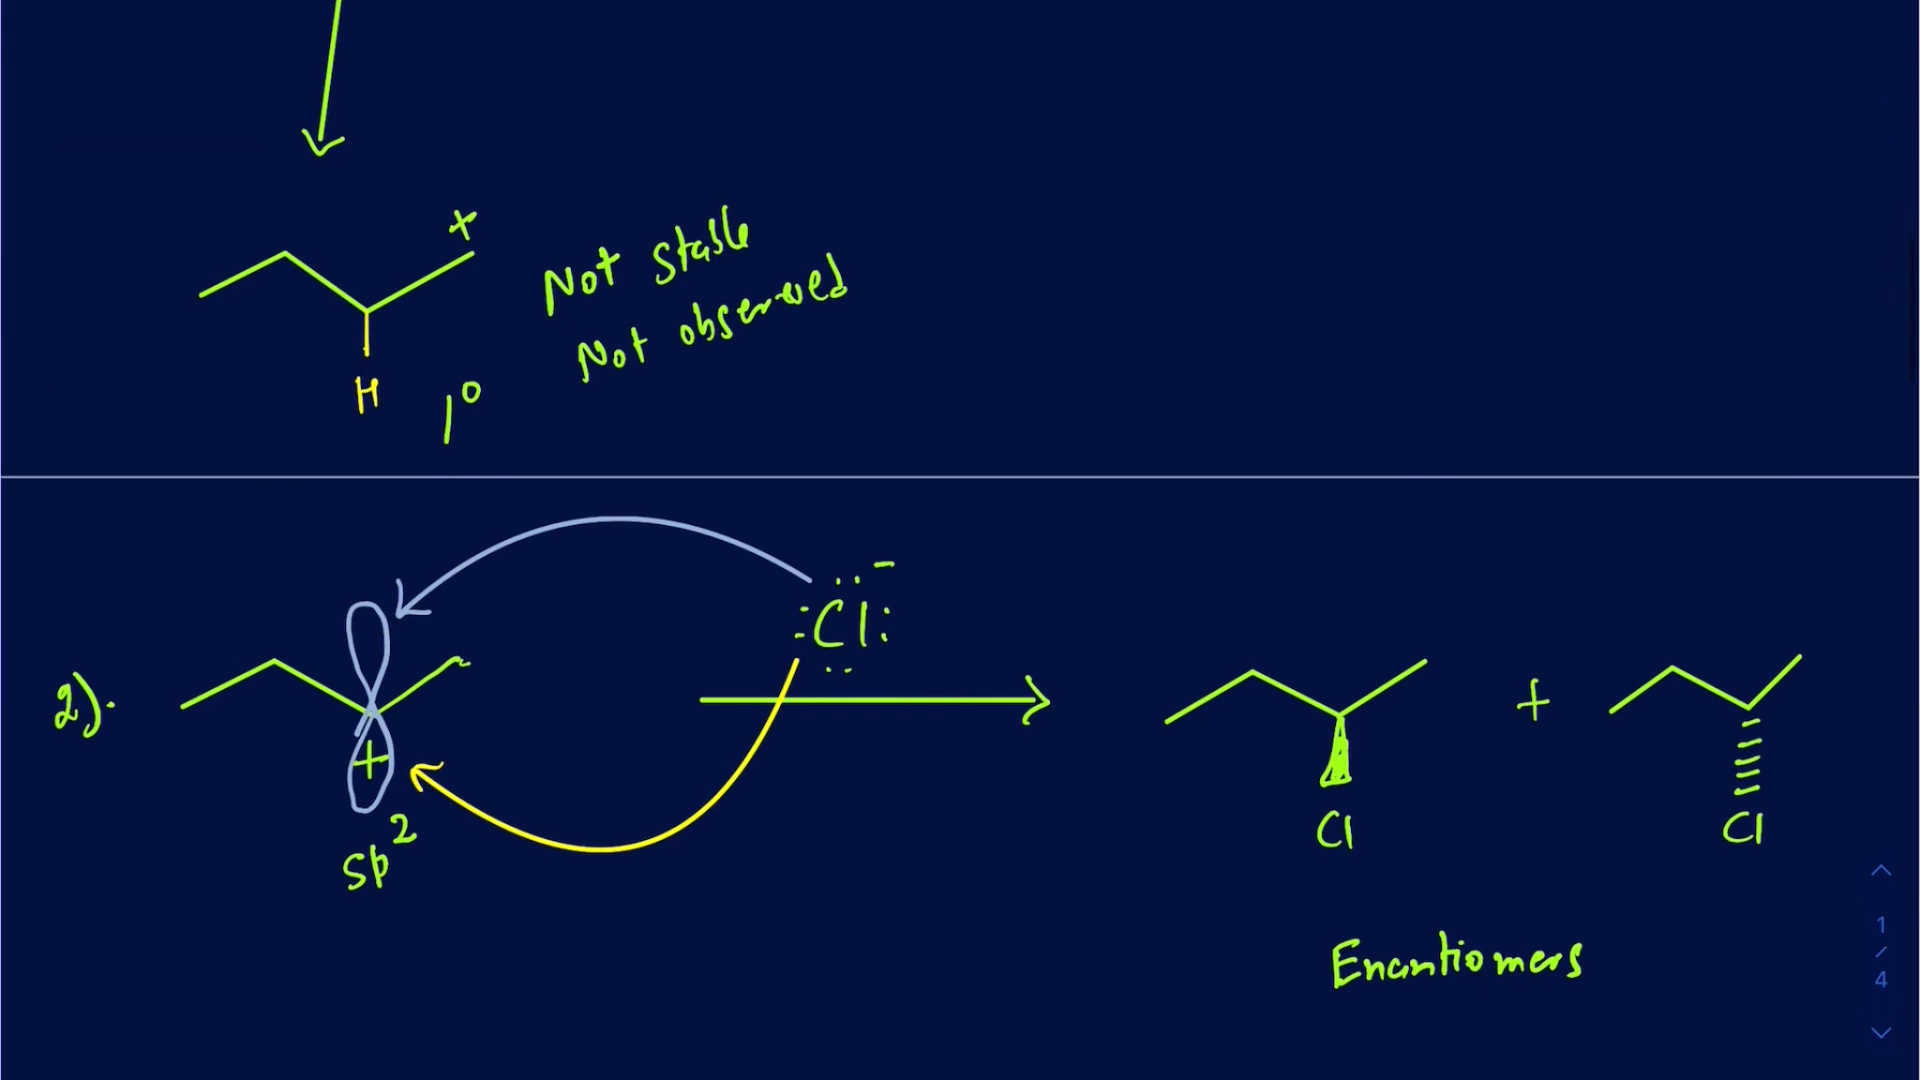 +
Not stable
Not observed
H
1°
:Cl: -
2).
+
sp²
+
Cl
Cl
Enantiomers
1
/
4